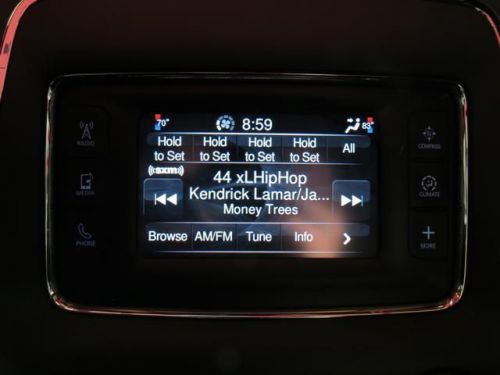 70° 8:59 83°
Hold to Set Hold to Set Hold to Set Hold to Set All
((SXM))
44 xLHipHop
Kendrick Lamar/Ja...
Money Trees
Browse AM/FM Tune Info
RADIO
MEDIA
PHONE
COMPASS
CLIMATE
MORE